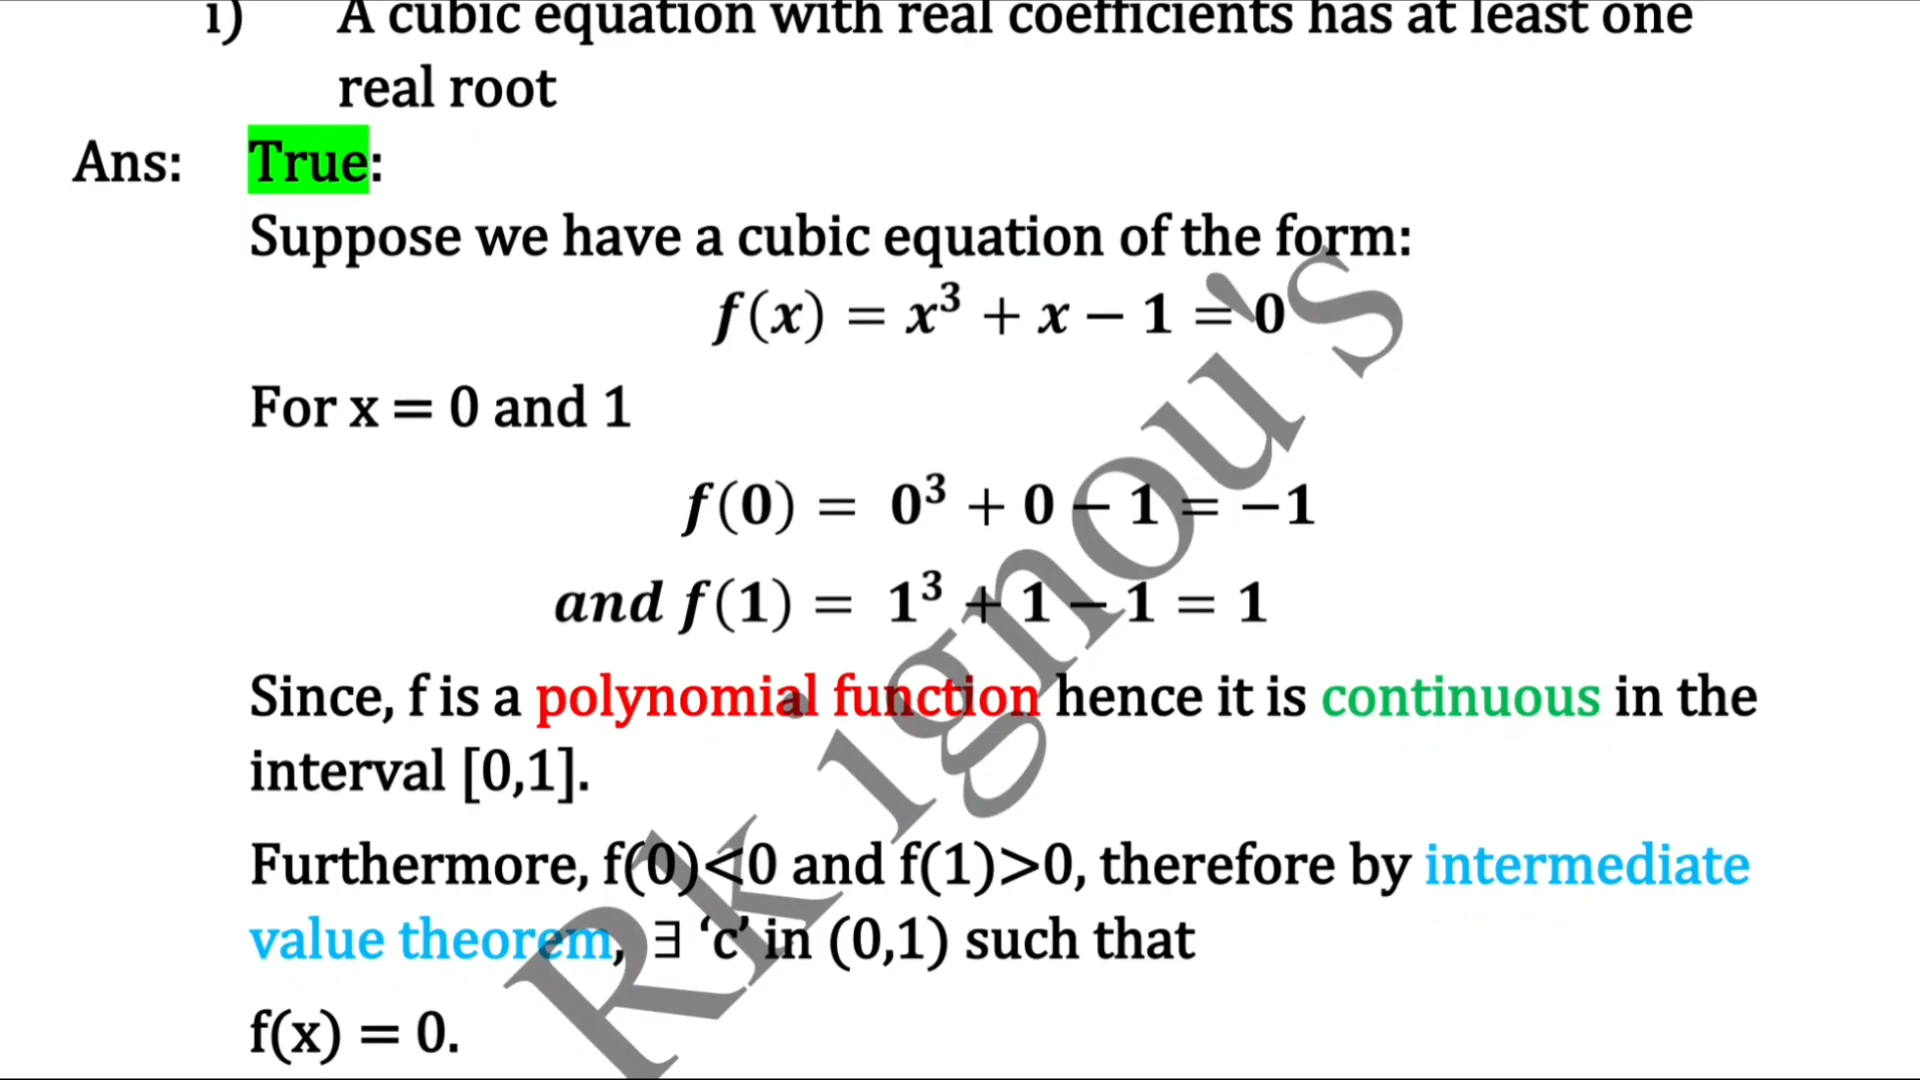 i) A cubic equation with real coefficients has at least one
real root
Ans: True:
Suppose we have a cubic equation of the form:
f(x) = x³ + x − 1 = 0
For x = 0 and 1
f(0) = 0³ + 0 − 1 = −1
and f(1) = 1³ + 1 − 1 = 1
Since, f is a polynomial function hence it is continuous in the
interval [0,1].
Furthermore, f(0)<0 and f(1)>0, therefore by intermediate
value theorem, ∃ ‘c’ in (0,1) such that
f(x) = 0.
Rk ignou's